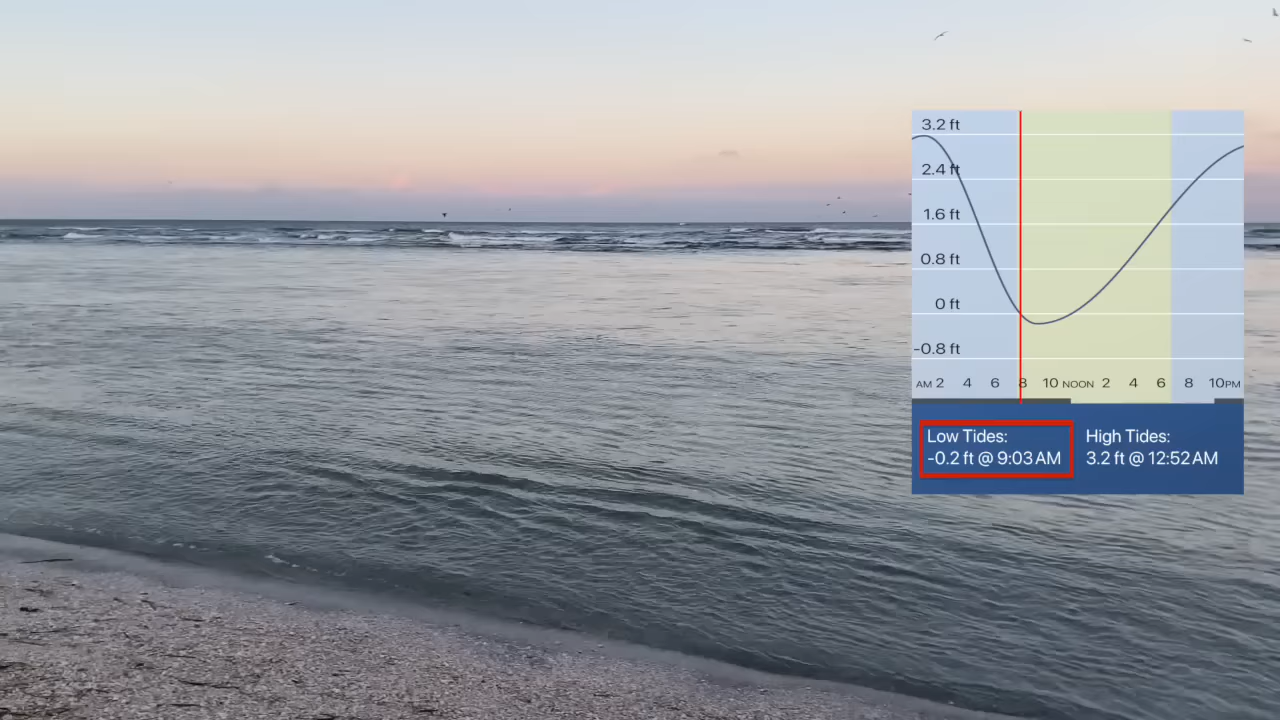 3.2 ft
2.4 ft
1.6 ft
0.8 ft
0 ft
-0.8 ft
AM 2 4 6 8 10 NOON 2 4 6 8 10PM
Low Tides:
-0.2 ft @ 9:03 AM
High Tides:
3.2 ft @ 12:52 AM